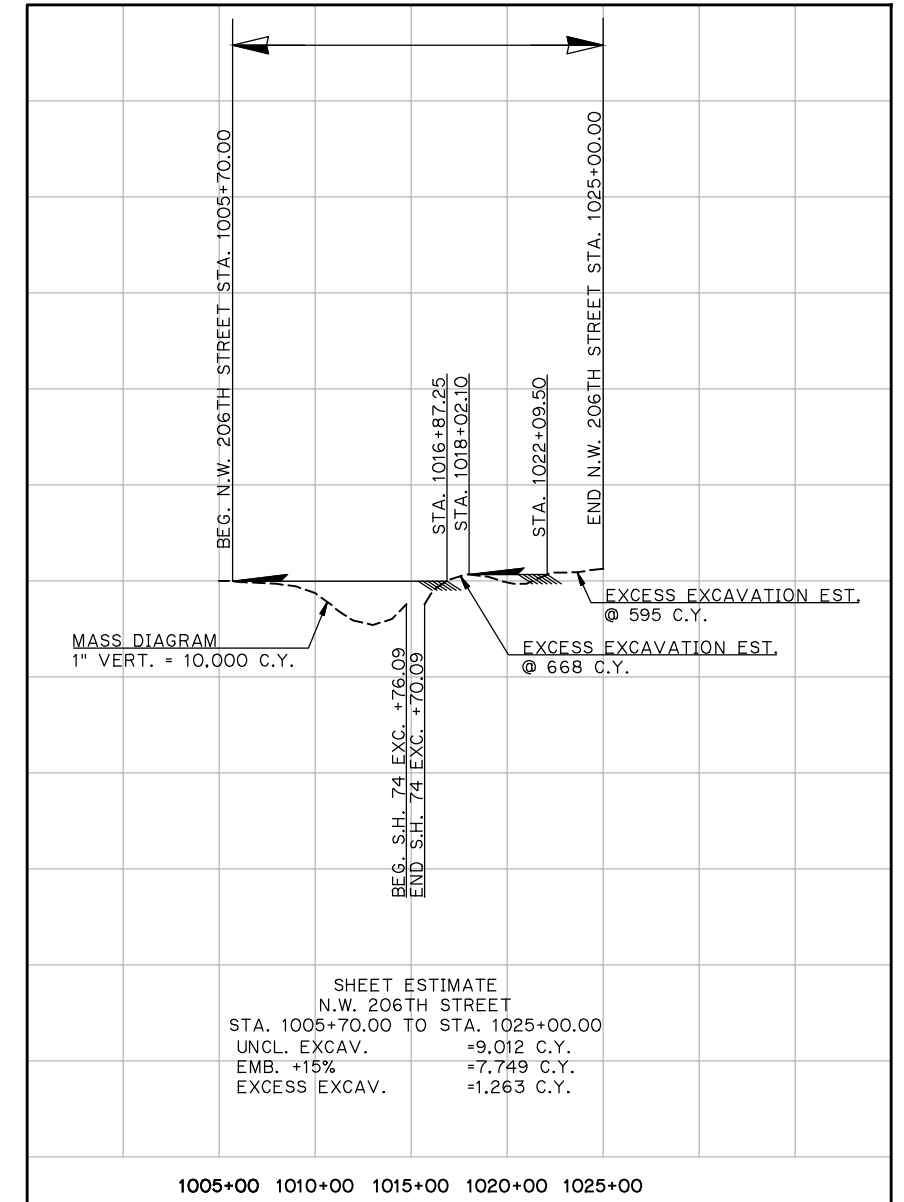 BEG. N.W. 206TH STREET STA. 1005+70.00
END N.W. 206TH STREET STA. 1025+00.00
STA. 1016+87.25
STA. 1018+02.10
STA. 1022+09.50
EXCESS EXCAVATION EST.
@ 595 C.Y.
MASS DIAGRAM
1" VERT. = 10,000 C.Y.
EXCESS EXCAVATION EST.
@ 668 C.Y.
BEG. S.H. 74 EXC. +76.09
END S.H. 74 EXC. +70.09
SHEET ESTIMATE
N.W. 206TH STREET
STA. 1005+70.00 TO STA. 1025+00.00
UNCL. EXCAV. =9,012 C.Y.
EMB. +15% =7,749 C.Y.
EXCESS EXCAV. =1,263 C.Y.
1005+00 1010+00 1015+00 1020+00 1025+00